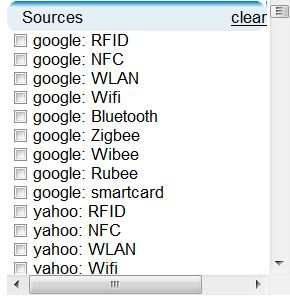 Sources clear
google: RFID
google: NFC
google: WLAN
google: Wifi
google: Bluetooth
google: Zigbee
google: Wibee
google: Rubee
google: smartcard
yahoo: RFID
yahoo: NFC
yahoo: WLAN
yahoo: Wifi